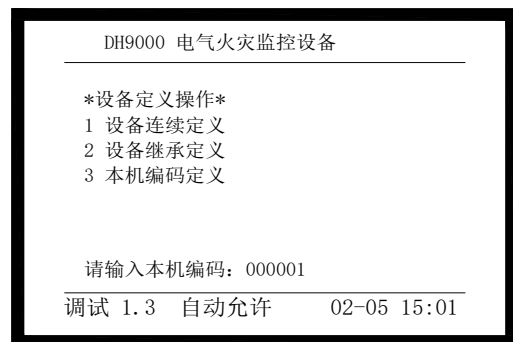 DH9000 电气火灾监控设备
*设备定义操作*
1 设备连续定义
2 设备继承定义
3 本机编码定义
请输入本机编码：000001
调试 1.3 自动允许 02-05 15:01